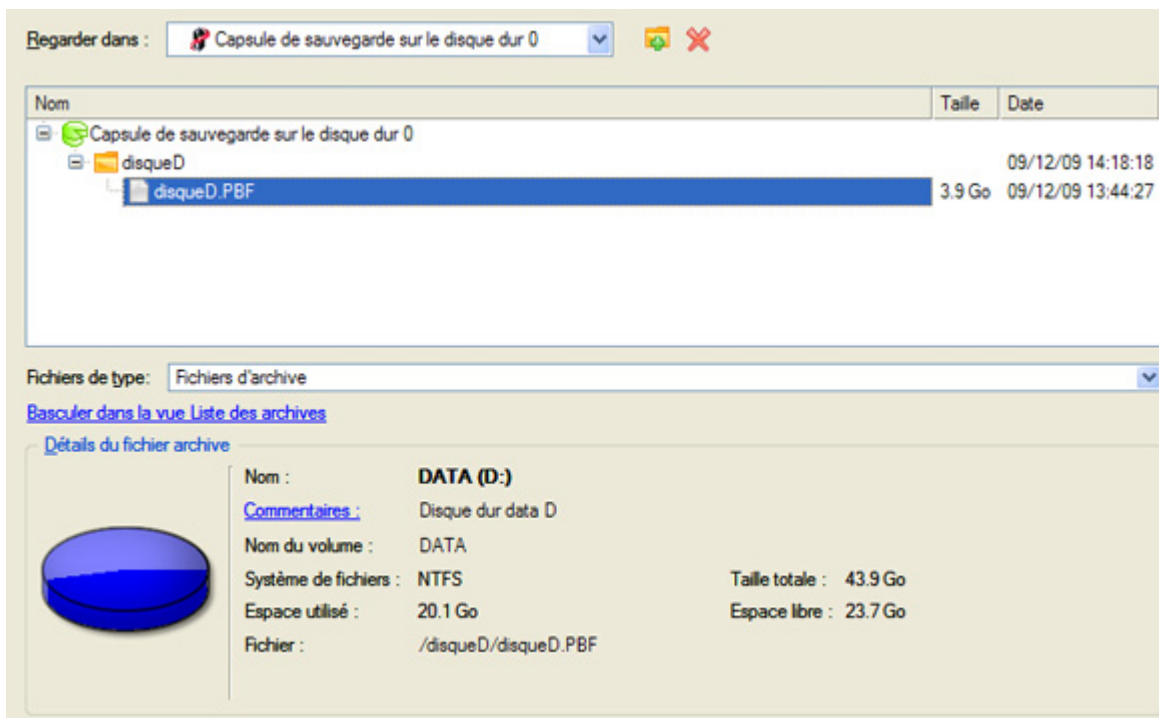 Regarder dans : Capsule de sauvegarde sur le disque dur 0
Nom Taille Date
Capsule de sauvegarde sur le disque dur 0
disqueD 09/12/09 14:18:18
disqueD.PBF 3.9 Go 09/12/09 13:44:27
Fichiers de type: Fichiers d'archive
Basculer dans la vue Liste des archives
Détails du fichier archive
Nom : DATA (D:)
Commentaires : Disque dur data D
Nom du volume : DATA
Système de fichiers : NTFS Taille totale : 43.9 Go
Espace utilisé : 20.1 Go Espace libre : 23.7 Go
Fichier : /disqueD/disqueD.PBF